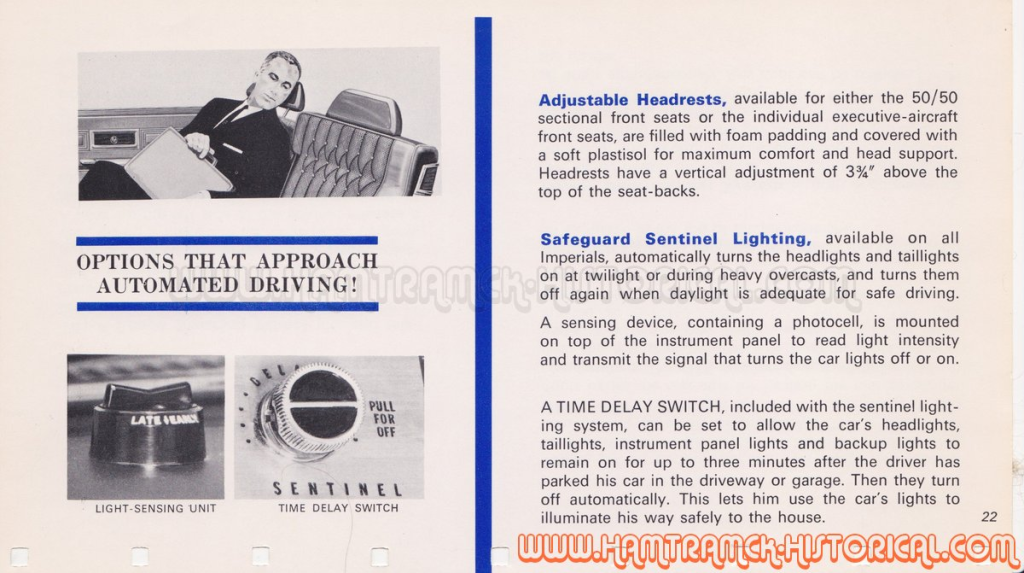 OPTIONS THAT APPROACH
AUTOMATED DRIVING!
LATE EARLY
DELA
PULL
FOR
OFF
SENTINEL
LIGHT-SENSING UNIT
TIME DELAY SWITCH
Adjustable Headrests, available for either the 50/50
sectional front seats or the individual executive-aircraft
front seats, are filled with foam padding and covered with
a soft plastisol for maximum comfort and head support.
Headrests have a vertical adjustment of 3¾″ above the
top of the seat-backs.
Safeguard Sentinel Lighting, available on all
Imperials, automatically turns the headlights and taillights
on at twilight or during heavy overcasts, and turns them
off again when daylight is adequate for safe driving.
A sensing device, containing a photocell, is mounted
on top of the instrument panel to read light intensity
and transmit the signal that turns the car lights off or on.
A TIME DELAY SWITCH, included with the sentinel light-
ing system, can be set to allow the car's headlights,
taillights, instrument panel lights and backup lights to
remain on for up to three minutes after the driver has
parked his car in the driveway or garage. Then they turn
off automatically. This lets him use the car's lights to
illuminate his way safely to the house.
22
WWW.HAMTRAMCK-HISTORICAL.COM
WWW.HAMTRAMCK-HISTORICAL.COM